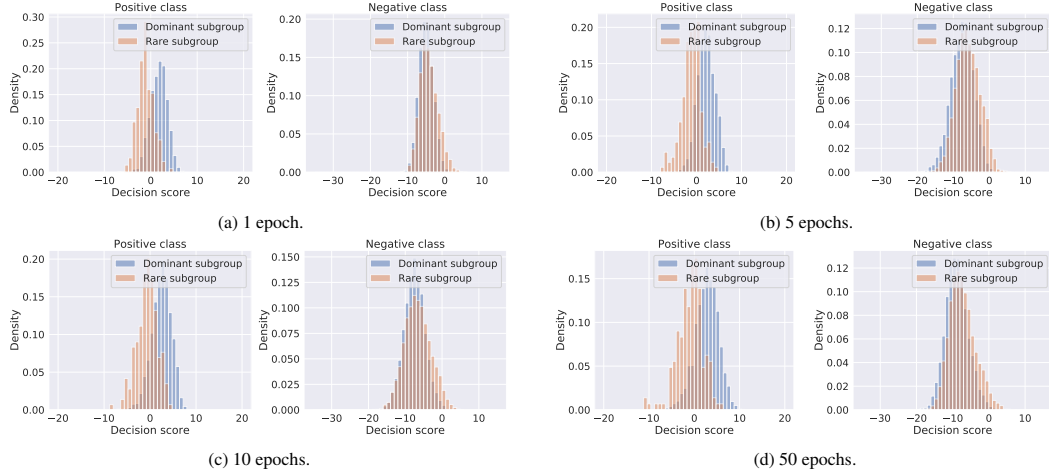 Positive class
Negative class
0.30
0.25
0.20
0.15
0.10
0.05
0.00
Density
Dominant subgroup
Rare subgroup
−20 −10 0 10 20
Decision score
0.20
0.15
0.10
0.05
0.00
Density
Dominant subgroup
Rare subgroup
−30 −20 −10 0 10
Decision score
(a) 1 epoch.
Positive class
Negative class
0.20
0.15
0.10
0.05
0.00
Density
Dominant subgroup
Rare subgroup
−20 −10 0 10 20
Decision score
0.12
0.10
0.08
0.06
0.04
0.02
0.00
Density
Dominant subgroup
Rare subgroup
−30 −20 −10 0 10
Decision score
(b) 5 epochs.
Positive class
Negative class
0.20
0.15
0.10
0.05
0.00
Density
Dominant subgroup
Rare subgroup
−20 −10 0 10 20
Decision score
0.150
0.125
0.100
0.075
0.050
0.025
0.000
Density
Dominant subgroup
Rare subgroup
−30 −20 −10 0 10
Decision score
(c) 10 epochs.
Positive class
Negative class
0.15
0.10
0.05
0.00
Density
Dominant subgroup
Rare subgroup
−20 −10 0 10 20
Decision score
0.12
0.10
0.08
0.06
0.04
0.02
0.00
Density
Dominant subgroup
Rare subgroup
−30 −20 −10 0 10
Decision score
(d) 50 epochs.